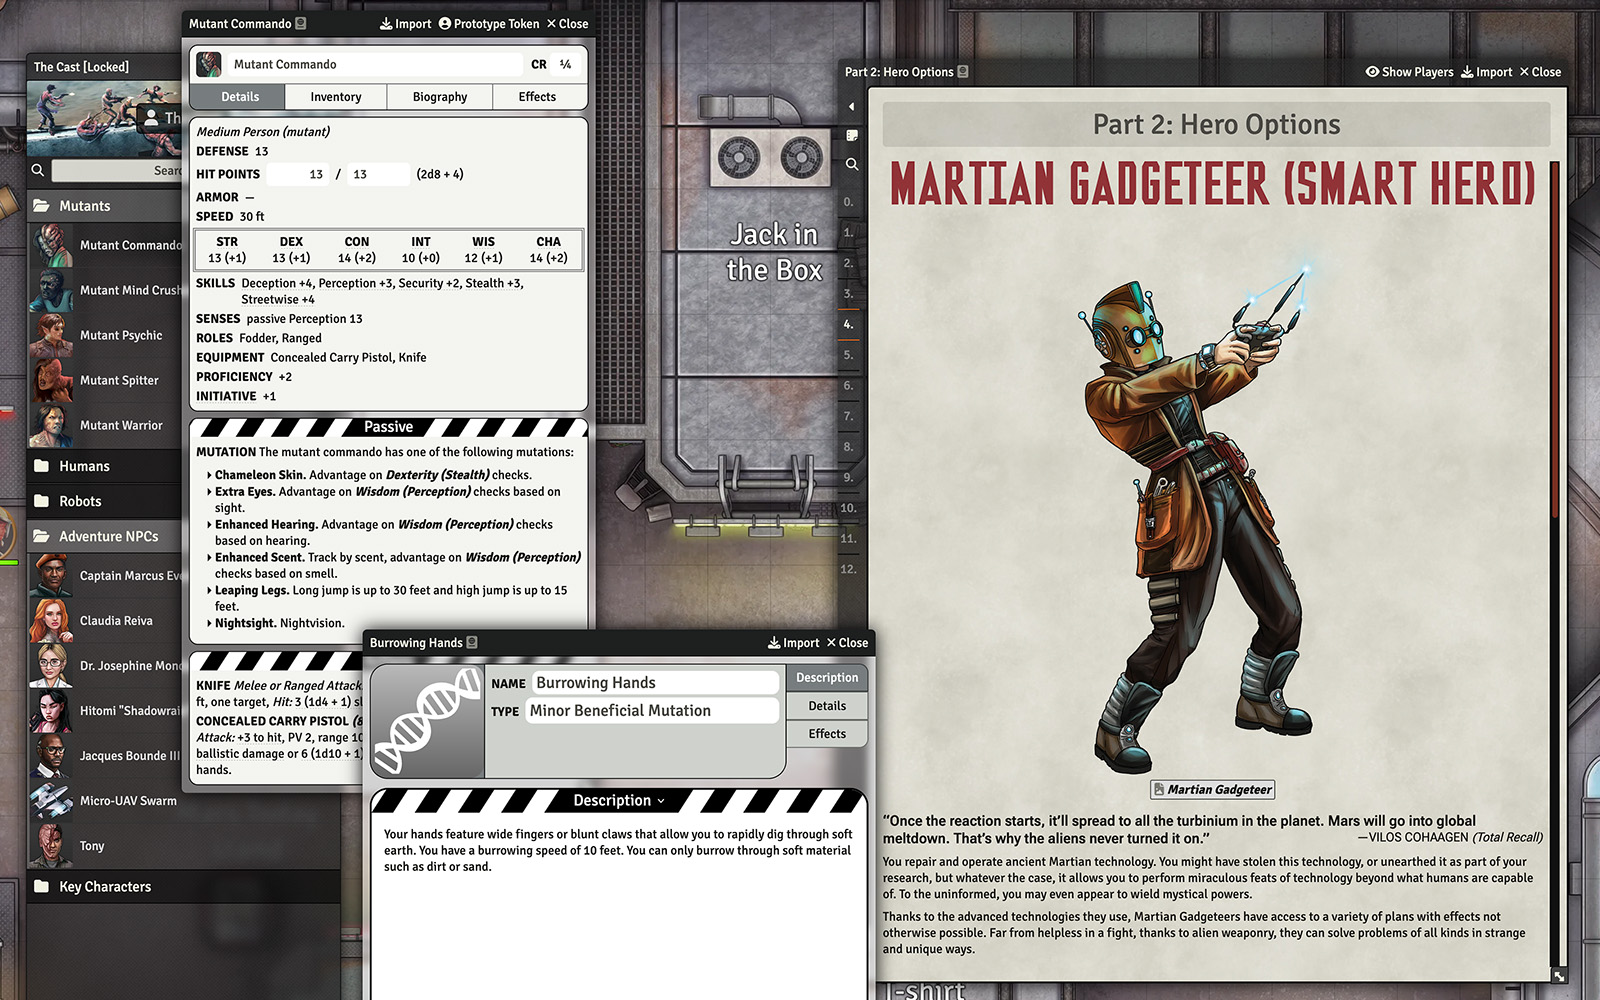 The Cast [Locked]
Th
Searc
Mutants
Mutant Commando
Mutant Mind Crush
Mutant Psychic
Mutant Spitter
Mutant Warrior
Humans
Robots
Adventure NPCs
Captain Marcus Eve
Claudia Reiva
Dr. Josephine Mond
Hitomi "Shadowrai
Jacques Bounde III
Micro-UAV Swarm
Tony
Key Characters
Mutant Commando Import Prototype Token Close
Mutant Commando CR ¼
Details Inventory Biography Effects
Medium Person (mutant)
DEFENSE 13
HIT POINTS 13 / 13 (2d8 + 4)
ARMOR —
SPEED 30 ft
STR DEX CON INT WIS CHA
13 (+1) 13 (+1) 14 (+2) 10 (+0) 12 (+1) 14 (+2)
SKILLS Deception +4, Perception +3, Security +2, Stealth +3,
Streetwise +4
SENSES passive Perception 13
ROLES Fodder, Ranged
EQUIPMENT Concealed Carry Pistol, Knife
PROFICIENCY +2
INITIATIVE +1
Passive
MUTATION The mutant commando has one of the following mutations:
Chameleon Skin. Advantage on Dexterity (Stealth) checks.
Extra Eyes. Advantage on Wisdom (Perception) checks based on
sight.
Enhanced Hearing. Advantage on Wisdom (Perception) checks
based on hearing.
Enhanced Scent. Track by scent, advantage on Wisdom (Perception)
checks based on smell.
Leaping Legs. Long jump is up to 30 feet and high jump is up to 15
feet.
Nightsight. Nightvision.
KNIFE Melee or Ranged Attack
ft, one target, Hit: 3 (1d4 + 1) sl
CONCEALED CARRY PISTOL (8
Attack: +3 to hit, PV 2, range 10
ballistic damage or 6 (1d10 + 1)
hands.
Burrowing Hands Import Close
NAME Burrowing Hands
TYPE Minor Beneficial Mutation
Description
Details
Effects
Description
Your hands feature wide fingers or blunt claws that allow you to rapidly dig through soft
earth. You have a burrowing speed of 10 feet. You can only burrow through soft material
such as dirt or sand.
Jack in
the Box
T-shirt
Part 2: Hero Options Show Players Import Close
0.
1.
2.
3.
4.
5.
6.
7.
8.
9.
10.
11.
12.
Part 2: Hero Options
MARTIAN GADGETEER (SMART HERO)
Martian Gadgeteer
“Once the reaction starts, it’ll spread to all the turbinium in the planet. Mars will go into global
meltdown. That’s why the aliens never turned it on.” —VILOS COHAAGEN (Total Recall)
You repair and operate ancient Martian technology. You might have stolen this technology, or unearthed it as part of your
research, but whatever the case, it allows you to perform miraculous feats of technology beyond what humans are capable
of. To the uninformed, you may even appear to wield mystical powers.
Thanks to the advanced technologies they use, Martian Gadgeteers have access to a variety of plans with effects not
otherwise possible. Far from helpless in a fight, thanks to alien weaponry, they can solve problems of all kinds in strange
and unique ways.